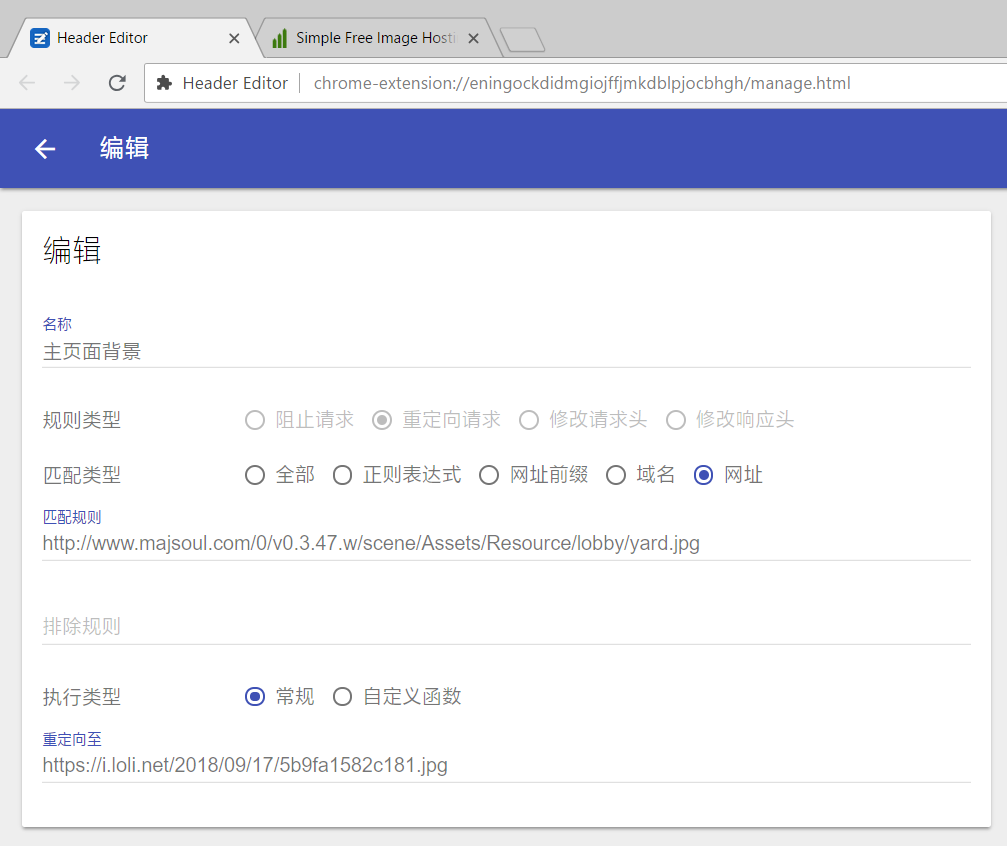 Header Editor
Simple Free Image Hosti
Header Editor chrome-extension://eningockdidmgiojffjmkdblpjocbhgh/manage.html
编辑
编辑
名称
主页面背景
规则类型 阻止请求 重定向请求 修改请求头 修改响应头
匹配类型 全部 正则表达式 网址前缀 域名 网址
匹配规则
http://www.majsoul.com/0/v0.3.47.w/scene/Assets/Resource/lobby/yard.jpg
排除规则
执行类型 常规 自定义函数
重定向至
https://i.loli.net/2018/09/17/5b9fa1582c181.jpg